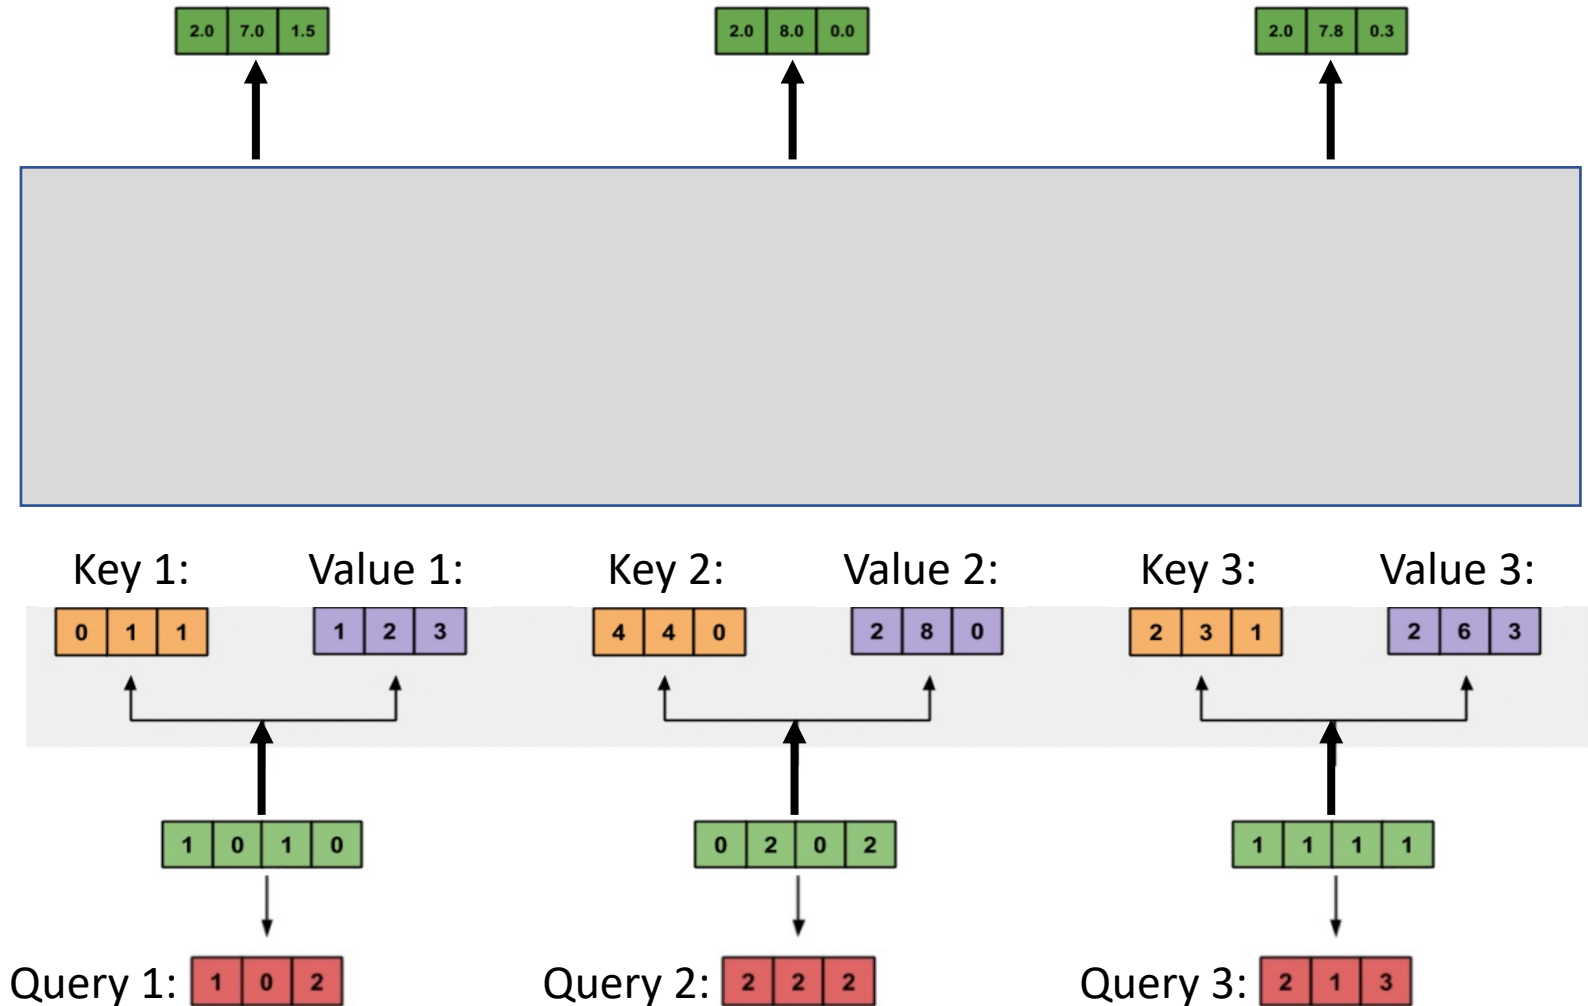 2.0 7.0 1.5 2.0 8.0 0.0 2.0 7.8 0.3
Key 1: Value 1: Key 2: Value 2: Key 3: Value 3:
0 1 1 1 2 3 4 4 0 2 8 0 2 3 1 2 6 3
1 0 1 0 0 2 0 2 1 1 1 1
Query 1: 1 0 2 Query 2: 2 2 2 Query 3: 2 1 3